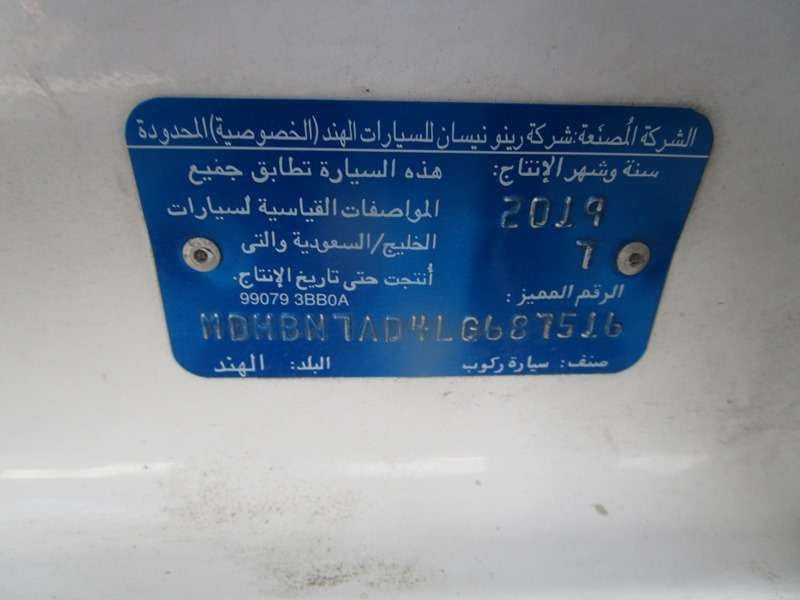 الشركة المُصنَعة: شركة رينو نيسان للسيارات الهند (الخصوصية) المحدودة
سنة وشهر الإنتاج:
2019
7
هذه السيارة تطابق جميع
المواصفات القياسية لسيارات
الخليج/السعودية والتى
أنتجت حتى تاريخ الإنتاج.
الرقم المميز:
99079 3BB0A
MDHBN7AD4LG687516
صنف: سيارة ركوب
البلد: الهند